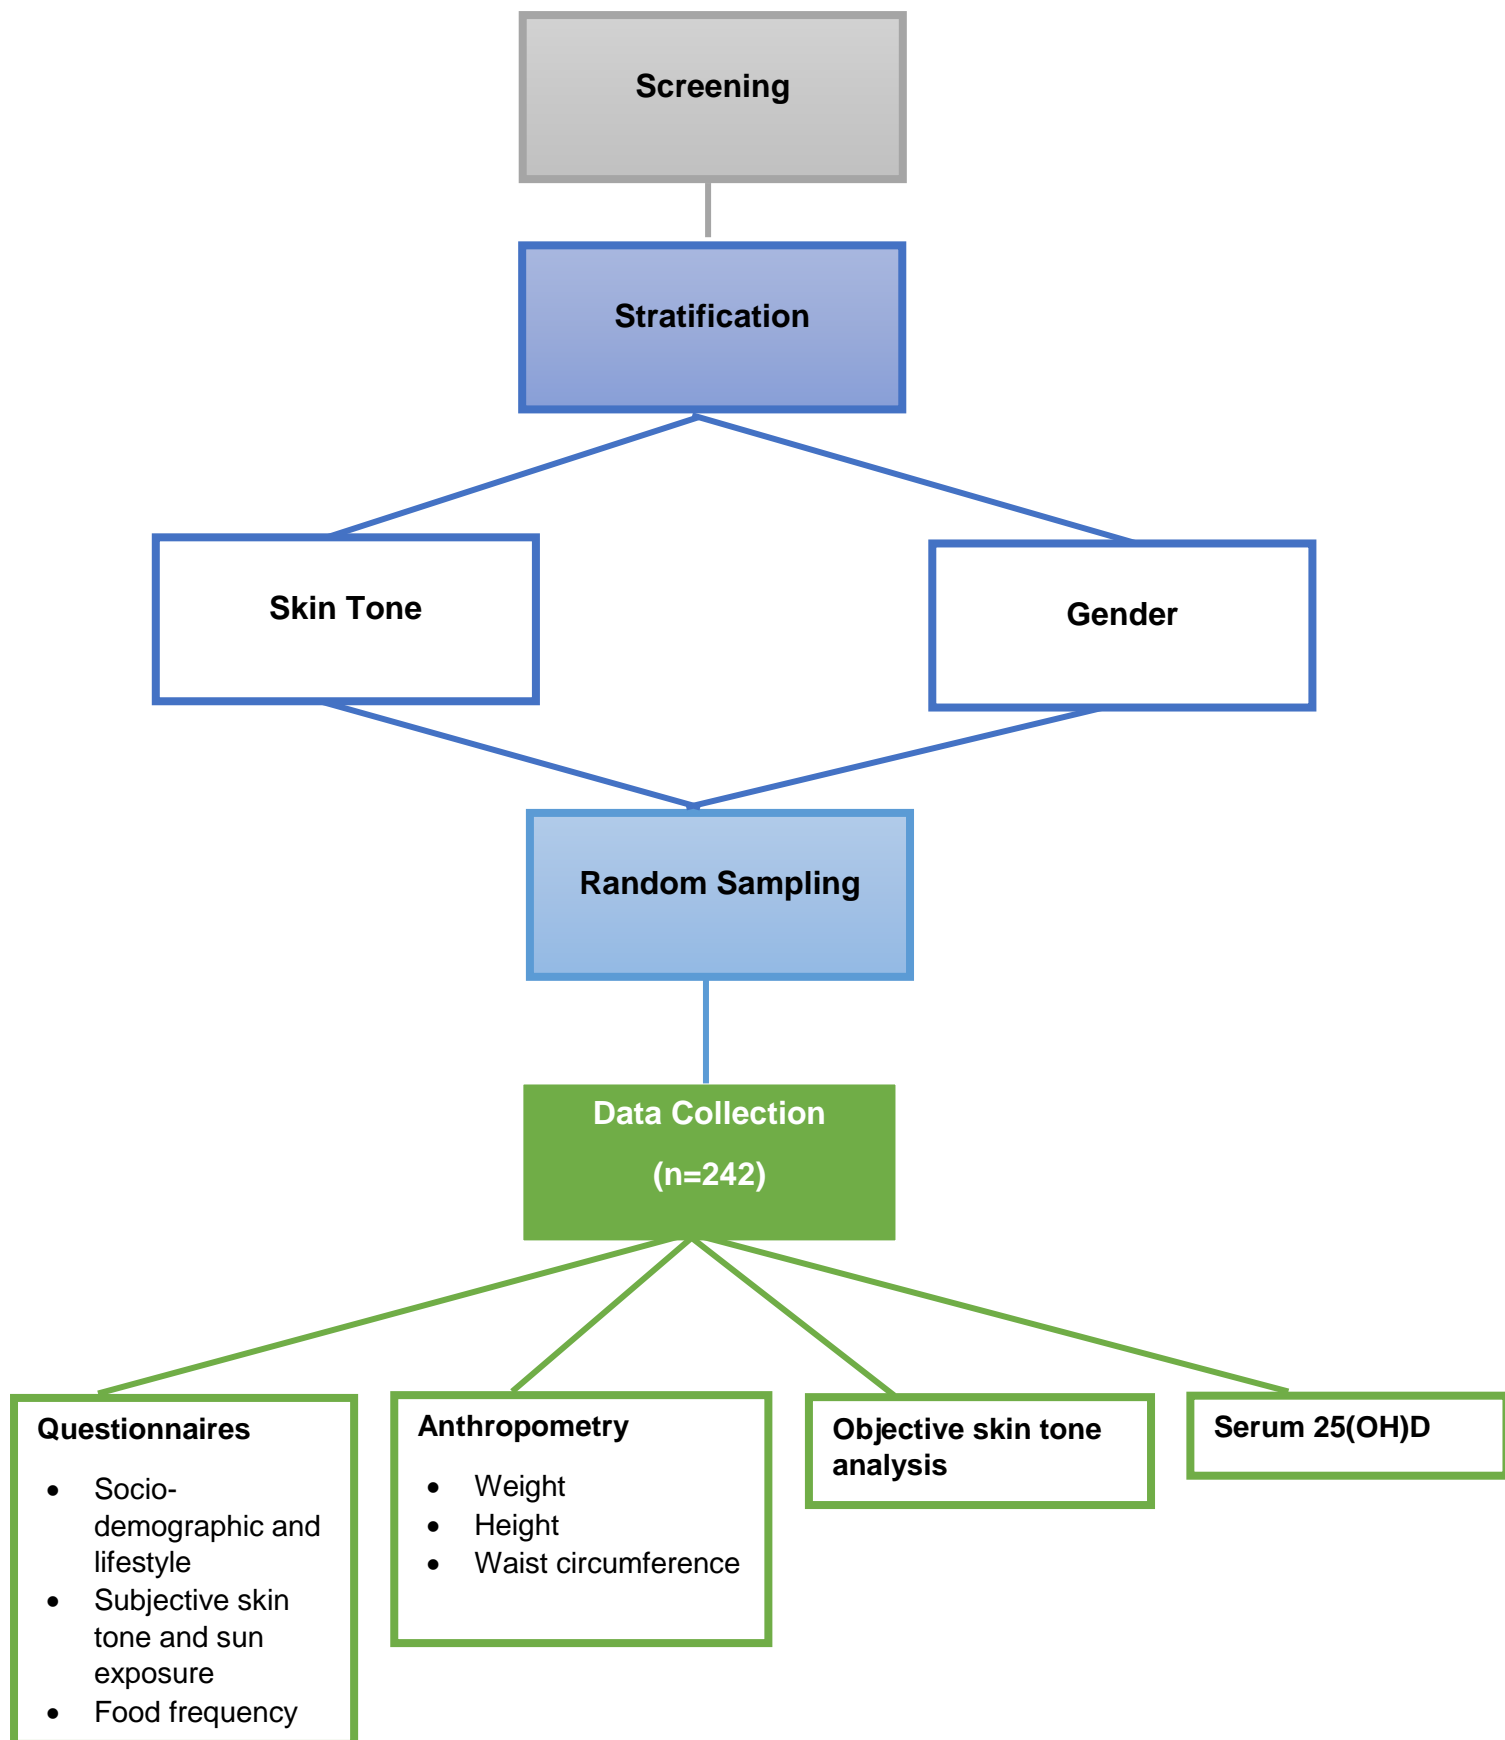 Screening
Stratification
Skin Tone
Gender
Random Sampling
Data Collection
(n=242)
Questionnaires
• Socio-
demographic and
lifestyle
• Subjective skin
tone and sun
exposure
• Food frequency
Anthropometry
• Weight
• Height
• Waist circumference
Objective skin tone
analysis
Serum 25(OH)D